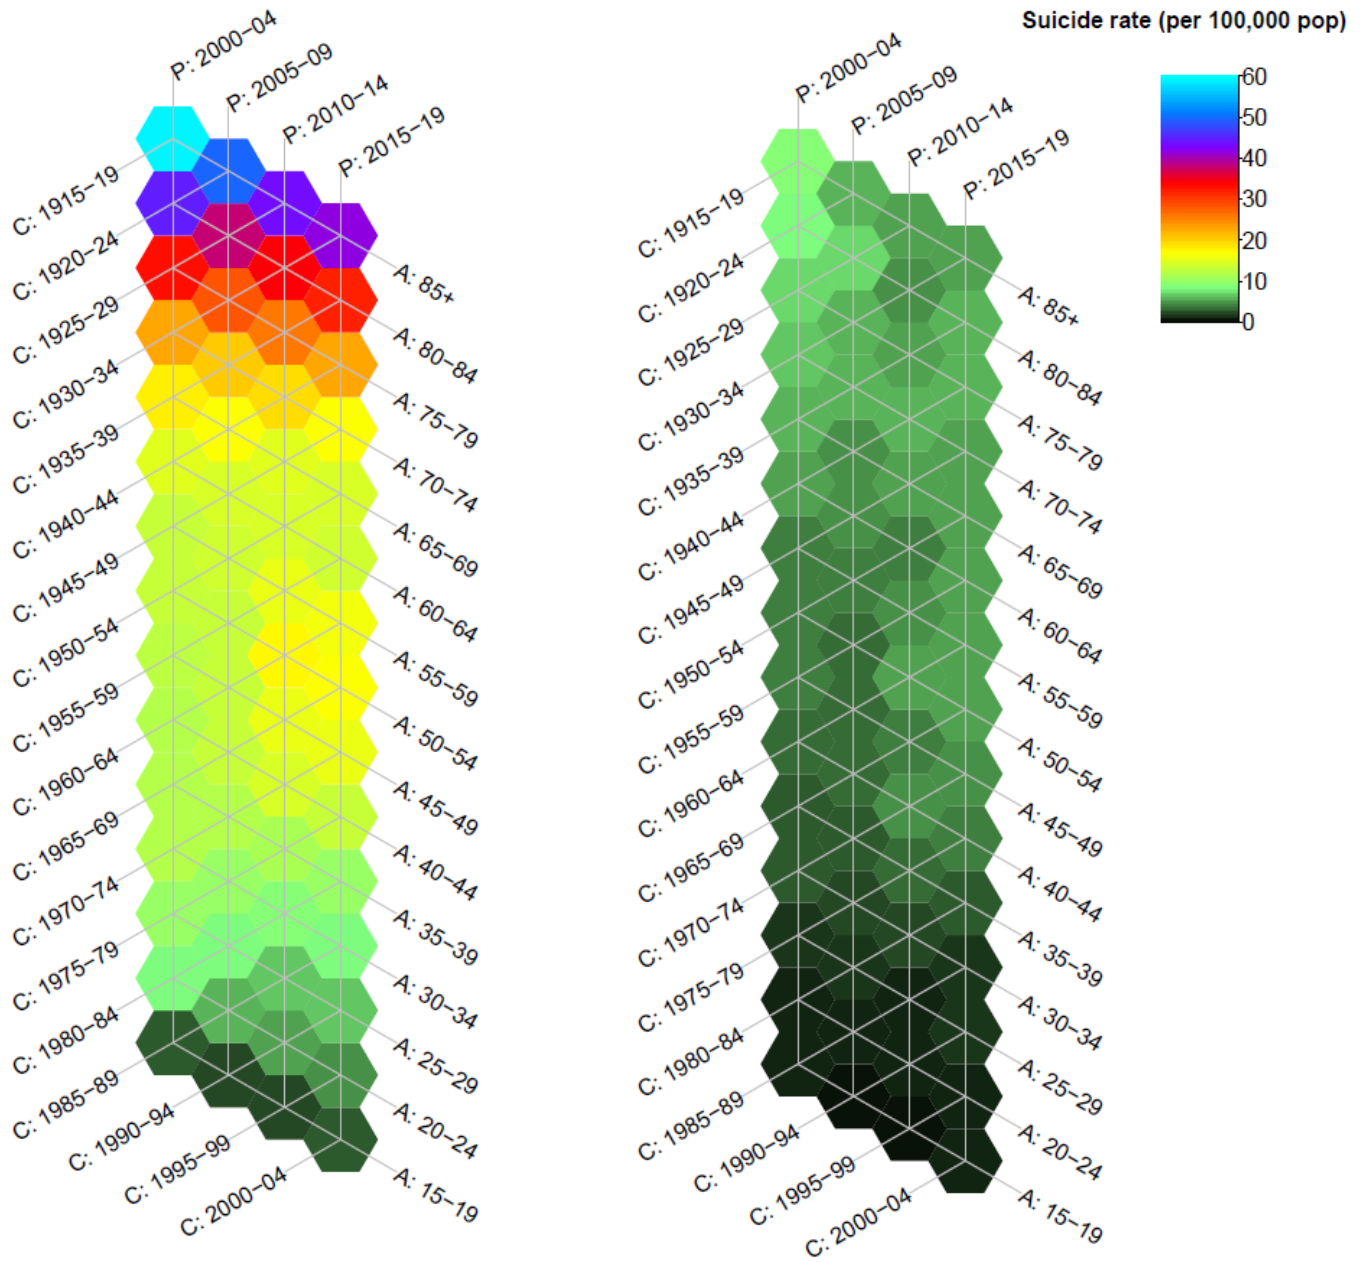 Suicide rate (per 100,000 pop)
P: 2000−04
P: 2005−09
P: 2010−14
P: 2015−19
C: 1915−19
C: 1920−24
C: 1925−29
C: 1930−34
C: 1935−39
C: 1940−44
C: 1945−49
C: 1950−54
C: 1955−59
C: 1960−64
C: 1965−69
C: 1970−74
C: 1975−79
C: 1980−84
C: 1985−89
C: 1990−94
C: 1995−99
C: 2000−04
A: 85+
A: 80−84
A: 75−79
A: 70−74
A: 65−69
A: 60−64
A: 55−59
A: 50−54
A: 45−49
A: 40−44
A: 35−39
A: 30−34
A: 25−29
A: 20−24
A: 15−19
P: 2000−04
P: 2005−09
P: 2010−14
P: 2015−19
C: 1915−19
C: 1920−24
C: 1925−29
C: 1930−34
C: 1935−39
C: 1940−44
C: 1945−49
C: 1950−54
C: 1955−59
C: 1960−64
C: 1965−69
C: 1970−74
C: 1975−79
C: 1980−84
C: 1985−89
C: 1990−94
C: 1995−99
C: 2000−04
A: 85+
A: 80−84
A: 75−79
A: 70−74
A: 65−69
A: 60−64
A: 55−59
A: 50−54
A: 45−49
A: 40−44
A: 35−39
A: 30−34
A: 25−29
A: 20−24
A: 15−19
60
50
40
30
20
10
0